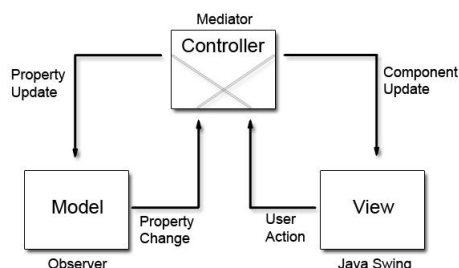 Mediator
Controller
Property
Update
Component
Update
Model
Property
Change
User
Action
View
Observer
Java Swing